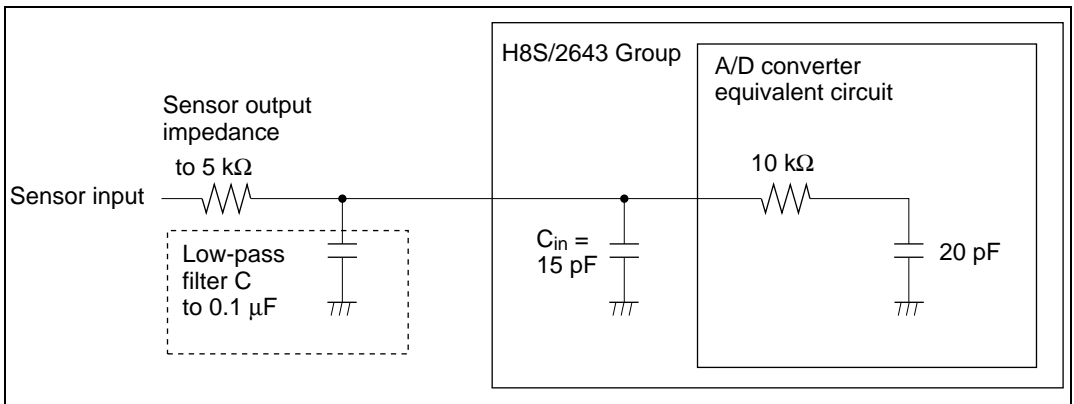 H8S/2643 Group
A/D converter
equivalent circuit
Sensor output
impedance
to 5 kΩ
10 kΩ
Sensor input
Low-pass
filter C
to 0.1 μF
Cin =
15 pF
20 pF